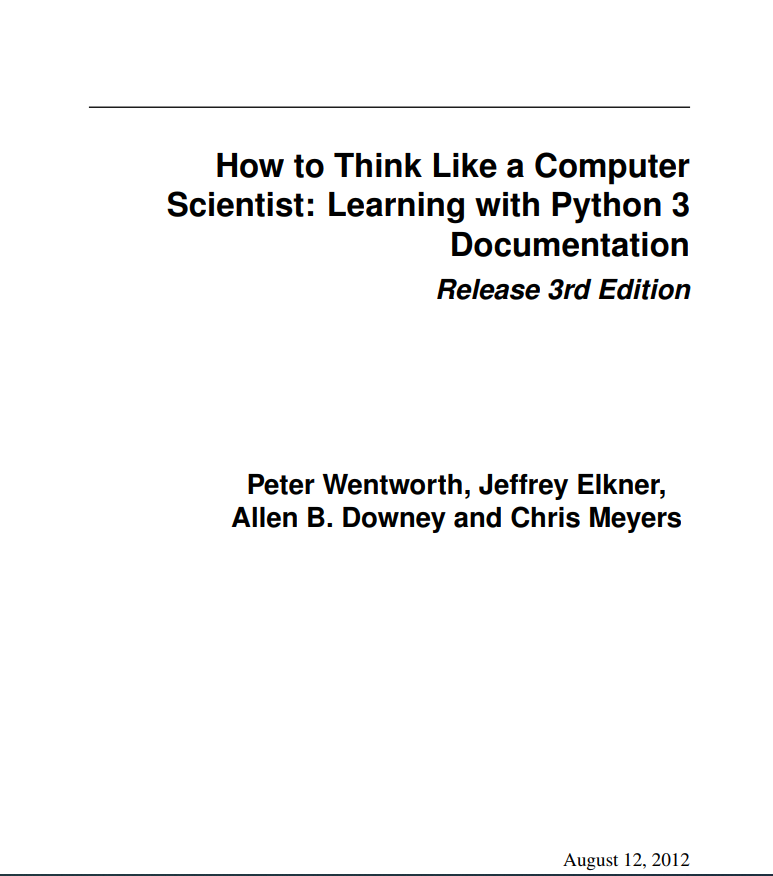 How to Think Like a Computer
Scientist: Learning with Python 3
Documentation
Release 3rd Edition
Peter Wentworth, Jeffrey Elkner,
Allen B. Downey and Chris Meyers
August 12, 2012